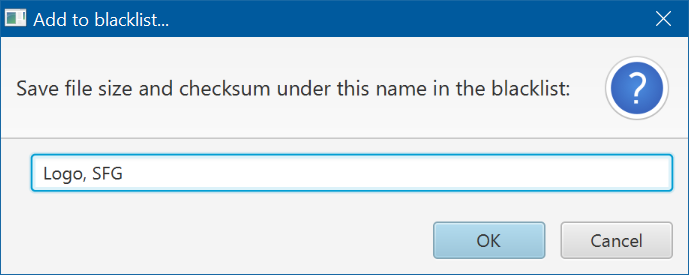 Add to blacklist...
Save file size and checksum under this name in the blacklist:
?
Logo, SFG
OK
Cancel